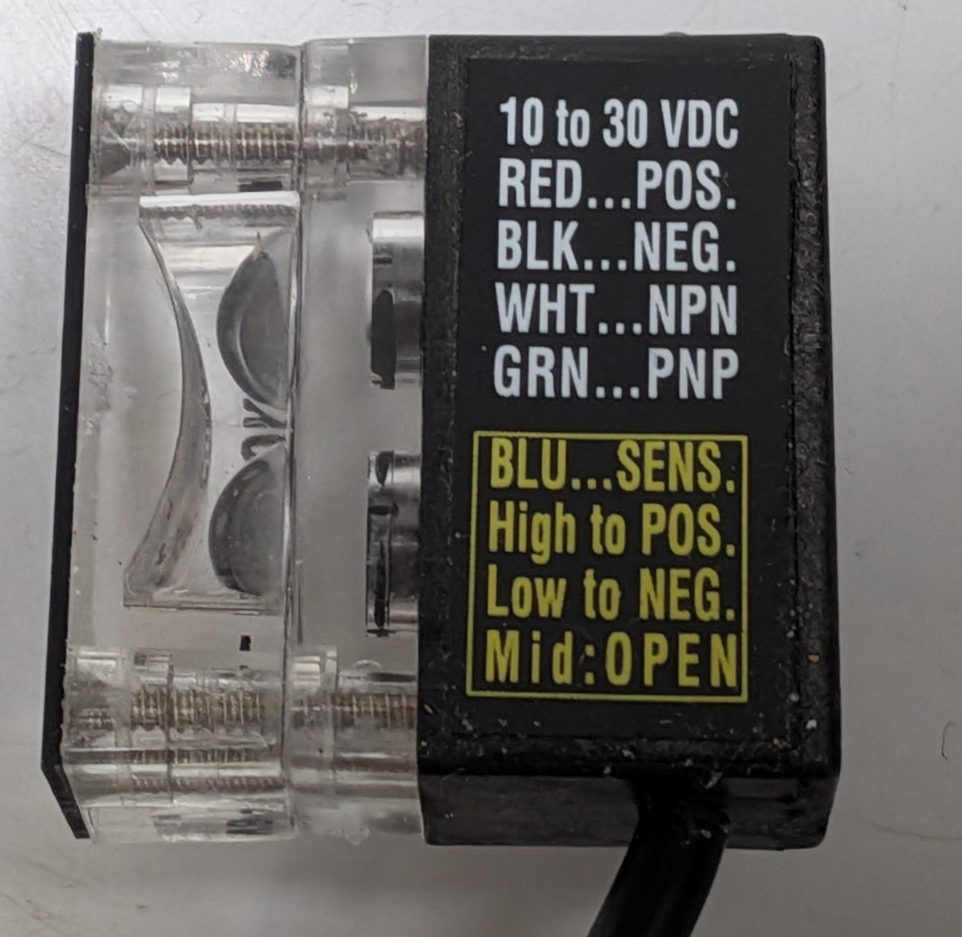 10 to 30 VDC
RED...POS.
BLK...NEG.
WHT...NPN
GRN...PNP
BLU...SENS.
High to POS.
Low to NEG.
Mid:OPEN